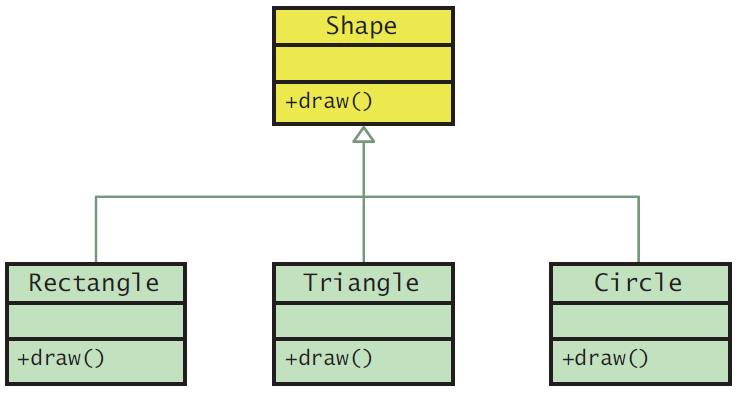 Shape
+draw()
Rectangle
Triangle
Circle
+draw()
+draw()
+draw()